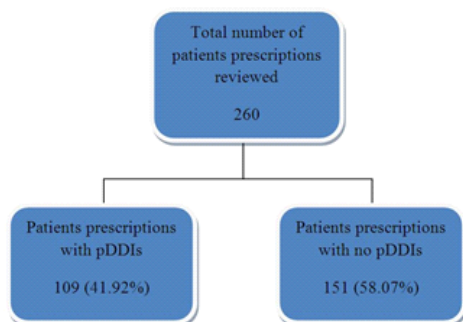 Total number of
patients prescriptions
reviewed
260
Patients prescriptions
with pDDIs
109 (41.92%)
Patients prescriptions
with no pDDIs
151 (58.07%)